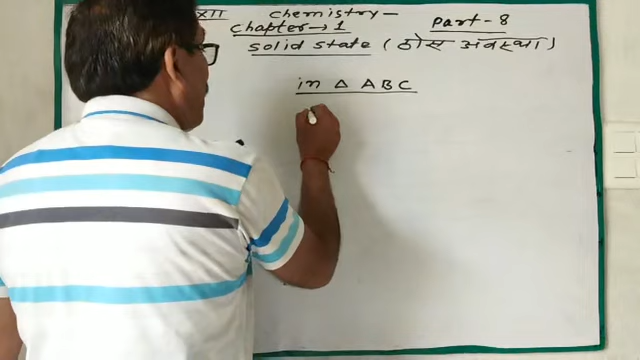 XII Chemistry-
Chapter→1 Part-8
solid state (ठोस अवस्था)
in Δ ABC